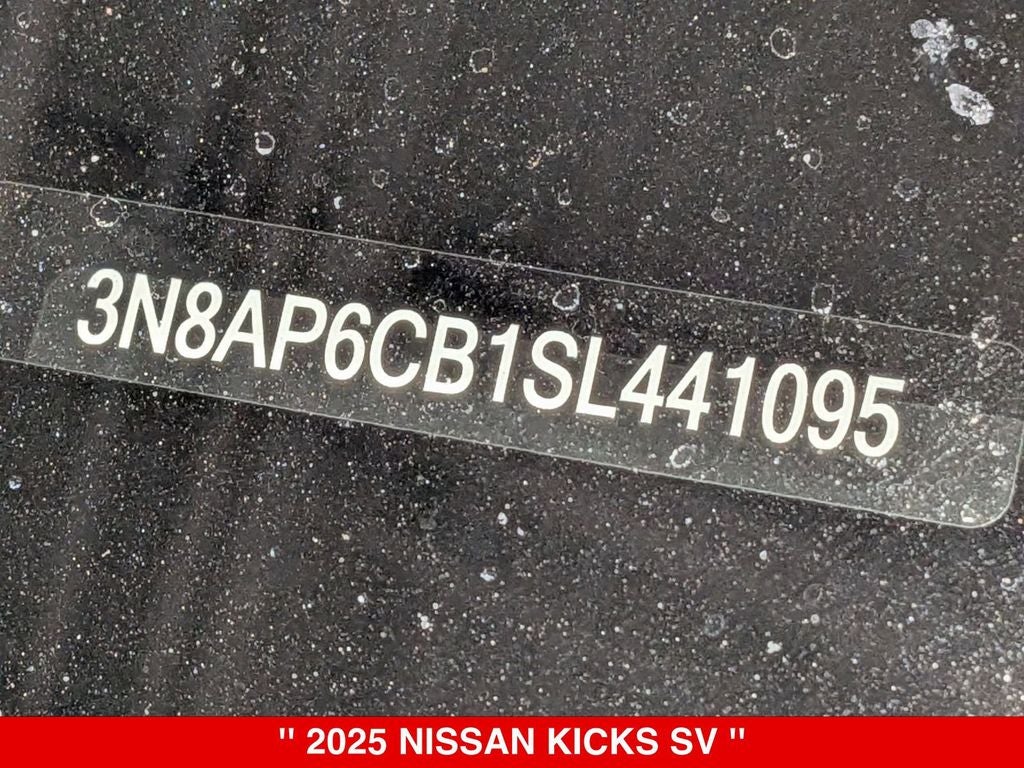 3N8AP6CB1SL441095
" 2025 NISSAN KICKS SV "